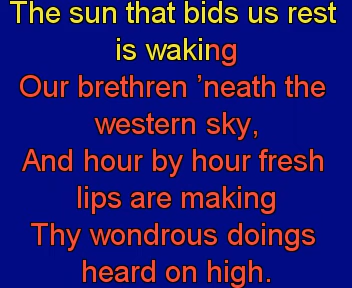 The sun that bids us rest
is waking
Our brethren ’neath the
western sky,
And hour by hour fresh
lips are making
Thy wondrous doings
heard on high.